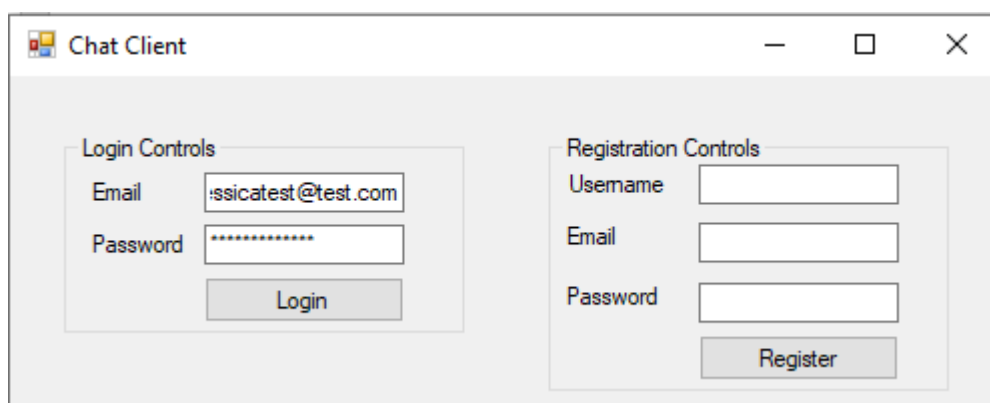 Chat Client
Login Controls
Email
ssicatest@test.com
Password
*************
Login
Registration Controls
Username
Email
Password
Register